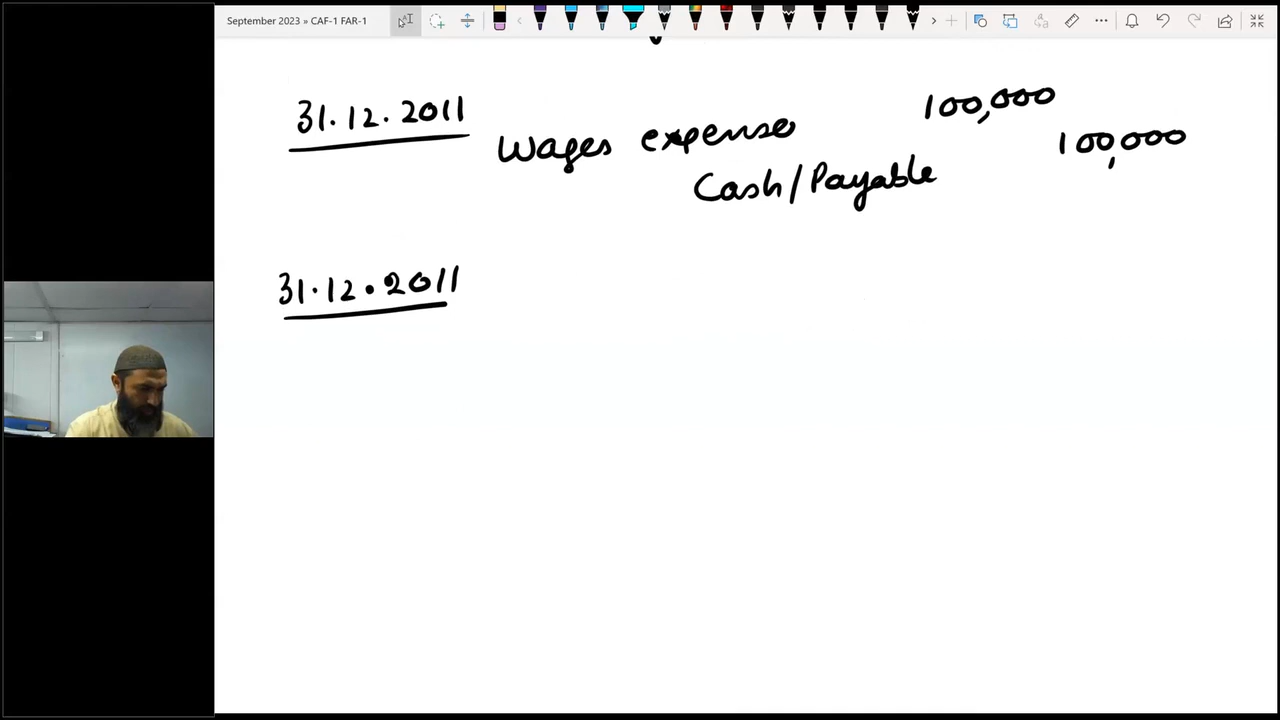 September 2023 » CAF-1 FAR-1
31.12.2011
Wages expense 100,000
Cash/Payable 100,000
31.12.2011